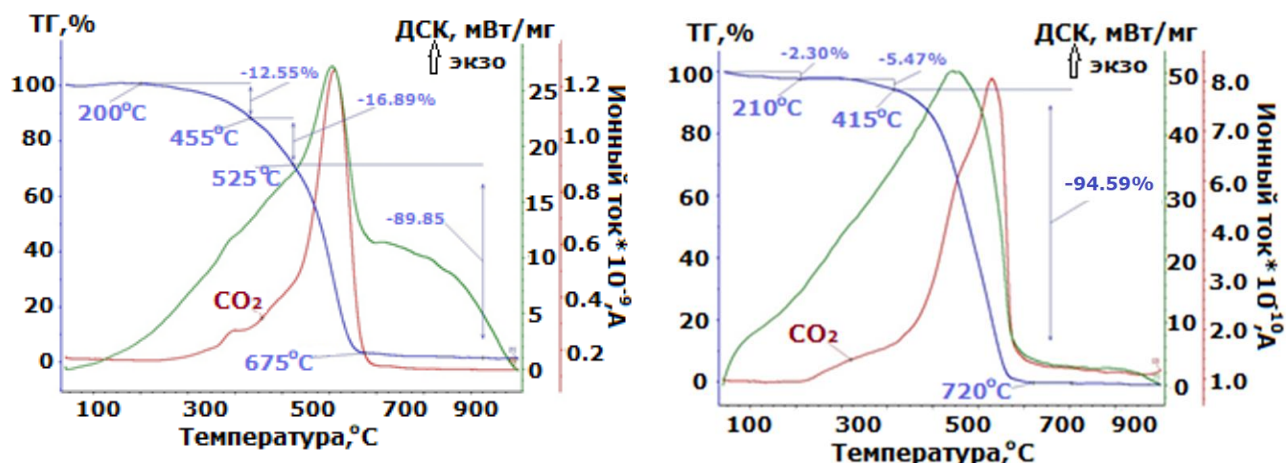 ТГ,%
ДСК, мВт/мг
экзо
100
80
60
40
20
0
200°C
455°C
525°C
675°C
-12.55%
-16.89%
-89.85
CO₂
25
20
15
10
5
0
1.2
1.0
0.8
0.6
0.4
0.2
Ионный ток*10⁻⁹,А
100 300 500 700 900
Температура,°С
ТГ,%
ДСК, мВт/мг
экзо
100
80
60
40
20
0
-2.30%
-5.47%
210°C
415°C
-94.59%
CO₂
720°C
50
40
30
20
10
0
8.0
7.0
6.0
5.0
4.0
3.0
2.0
1.0
Ионный ток*10⁻¹⁰,А
100 300 500 700 900
Температура,°С